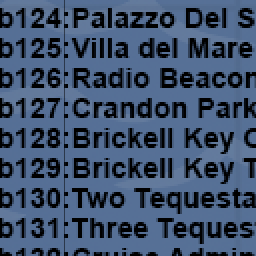 b124:Palazzo Del S
b125:Villa del Mare
b126:Radio Beacon
b127:Crandon Park
b128:Brickell Key
b129:Brickell Key T
b130:Two Tequesta
b131:Three Teques